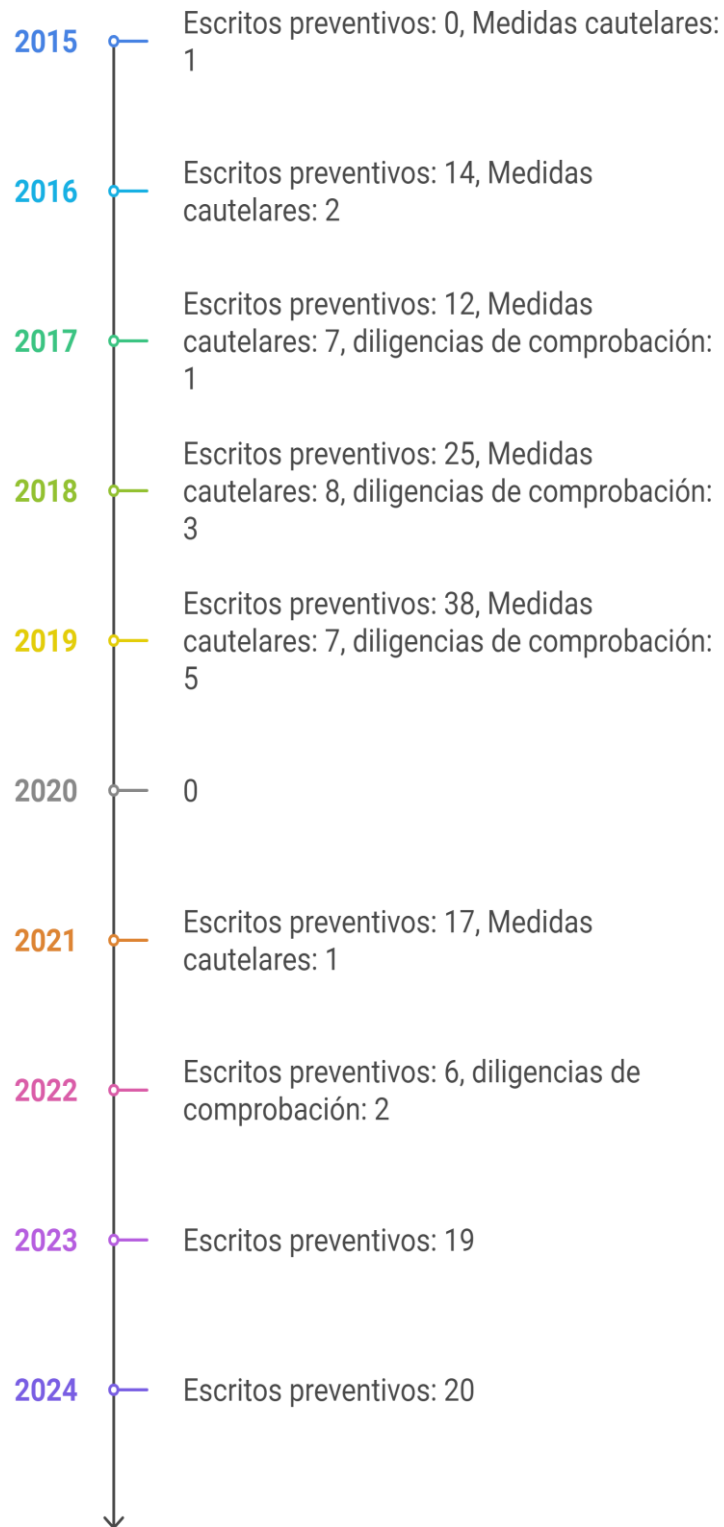 2015
Escritos preventivos: 0, Medidas cautelares:
1
2016
Escritos preventivos: 14, Medidas
cautelares: 2
2017
Escritos preventivos: 12, Medidas
cautelares: 7, diligencias de comprobación:
1
2018
Escritos preventivos: 25, Medidas
cautelares: 8, diligencias de comprobación:
3
2019
Escritos preventivos: 38, Medidas
cautelares: 7, diligencias de comprobación:
5
2020
0
2021
Escritos preventivos: 17, Medidas
cautelares: 1
2022
Escritos preventivos: 6, diligencias de
comprobación: 2
2023
Escritos preventivos: 19
2024
Escritos preventivos: 20